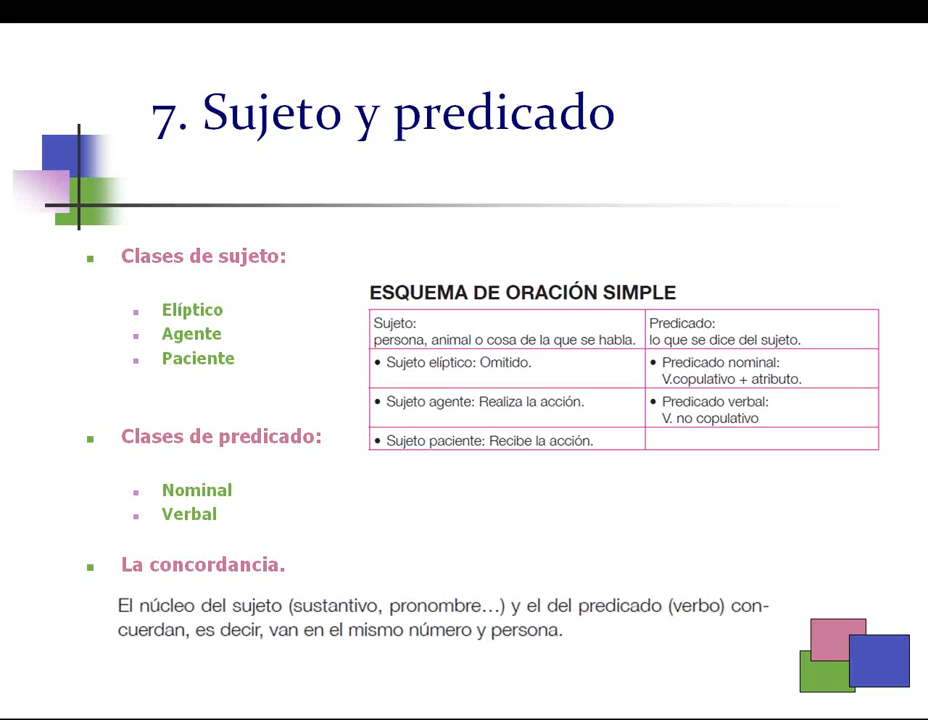 7. Sujeto y predicado
Clases de sujeto:
Elíptico
Agente
Paciente
Clases de predicado:
Nominal
Verbal
La concordancia.
ESQUEMA DE ORACIÓN SIMPLE
Sujeto:
persona, animal o cosa de la que se habla.
Predicado:
lo que se dice del sujeto.
• Sujeto elíptico: Omitido.
• Predicado nominal:
V.copulativo + atributo.
• Sujeto agente: Realiza la acción.
• Predicado verbal:
V. no copulativo
• Sujeto paciente: Recibe la acción.
El núcleo del sujeto (sustantivo, pronombre…) y el del predicado (verbo) con-
cuerdan, es decir, van en el mismo número y persona.